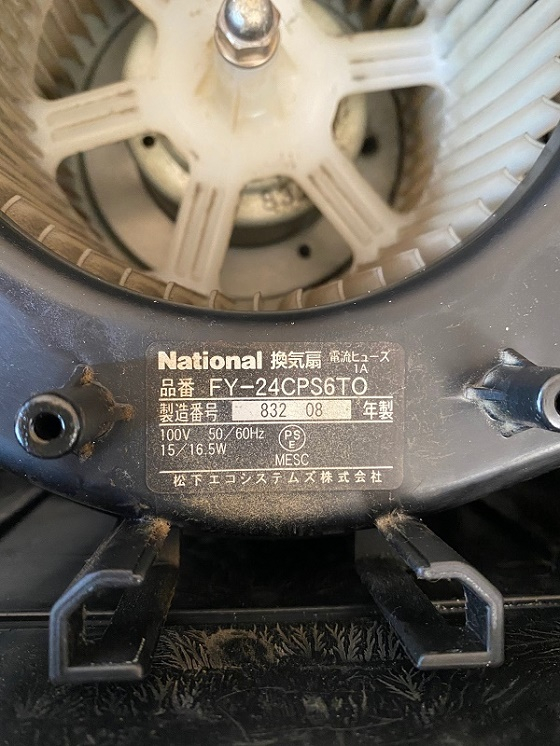 National 換気扇 電流ヒューズ 1A
品番 FY-24CPS6TO
製造番号 832 08 年製
100V 50/60Hz
15/16.5W
PS
E
MESC
松下エコシステムズ株式会社